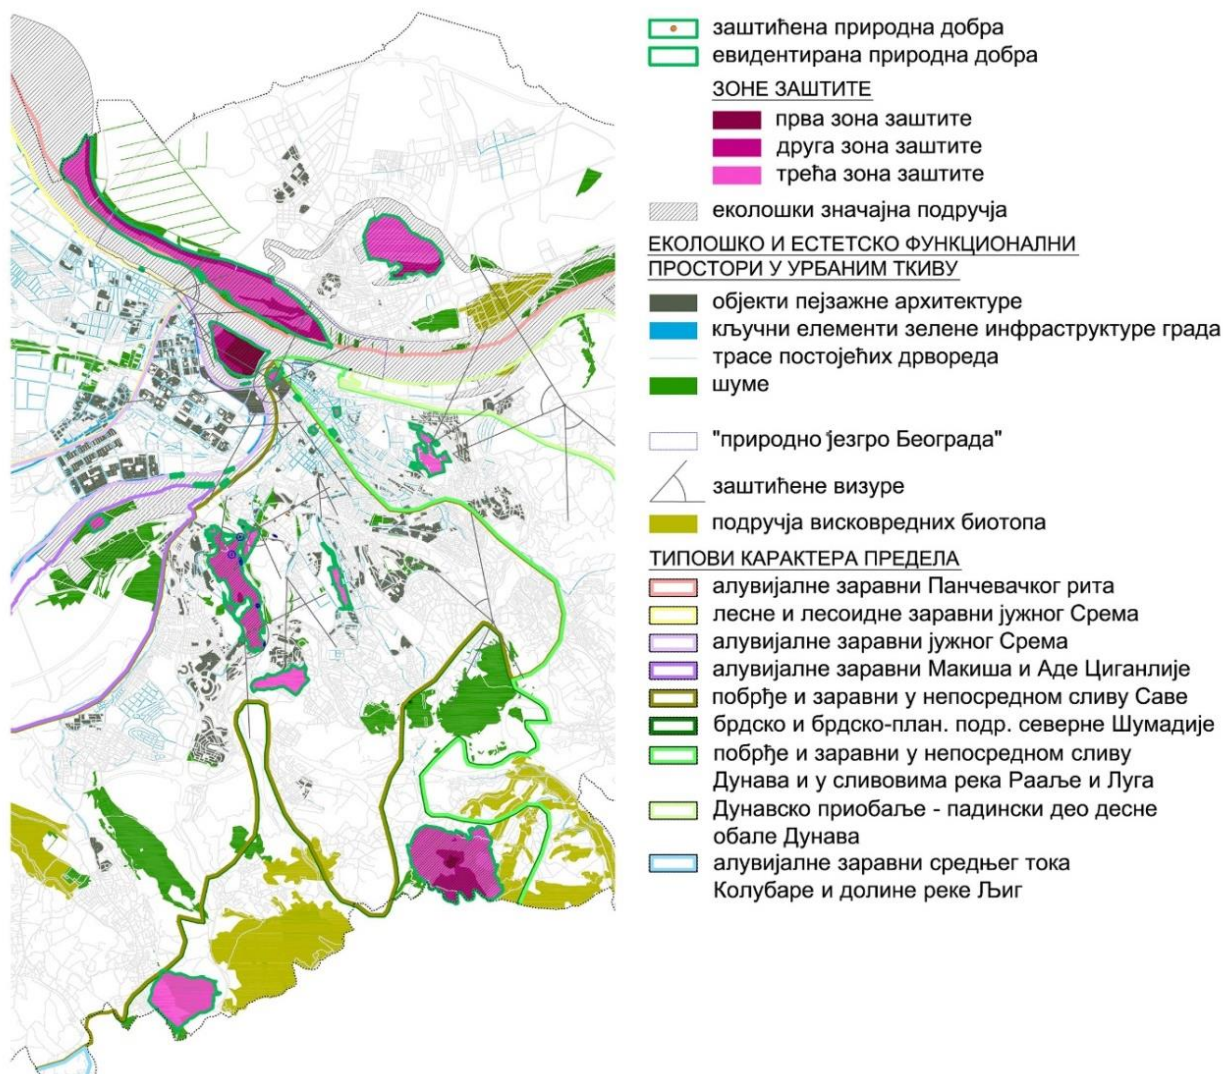 заштићена природна добра
евидентирана природна добра
ЗОНЕ ЗАШТИТЕ
прва зона заштите
друга зона заштите
трећа зона заштите
еколошки значајна подручја
ЕКОЛОШКО И ЕСТЕТСКО ФУНКЦИОНАЛНИ
ПРОСТОРИ У УРБАНИМ ТКИВУ
објекти пејзажне архитектуре
кључни елементи зелене инфраструктуре града
трасе постојећих дрвореда
шуме
"природно језгро Београда"
заштићене визуре
подручја висковредних биотопа
ТИПОВИ КАРАКТЕРА ПРЕДЕЛА
алувијалне заравни Панчевачког рита
лесне и лесоидне заравни јужног Срема
алувијалне заравни јужног Срема
алувијалне заравни Макиша и Аде Циганлије
побрђе и заравни у непосредном сливу Саве
брдско и брдско-план. подр. северне Шумадије
побрђе и заравни у непосредном сливу
Дунава и у сливовима река Рааље и Луга
Дунавско приобаље - падински део десне
обале Дунава
алувијалне заравни средњег тока
Колубаре и долине реке Љиг